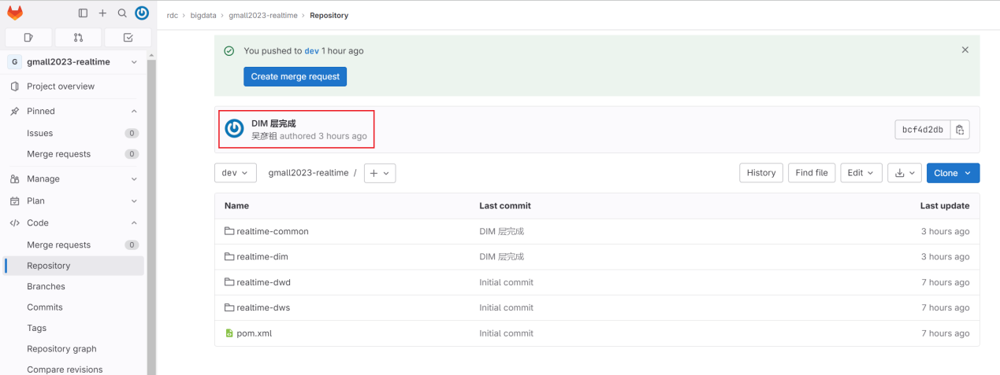 rdc › bigdata › gmall2023-realtime › Repository
G gmall2023-realtime
Project overview
Pinned
Issues 0
Merge requests 0
Manage
Plan
Code
Merge requests 0
Repository
Branches
Commits
Tags
Repository graph
Compare revisions
You pushed to dev 1 hour ago
Create merge request
DIM 层完成
吴彦祖 authored 3 hours ago
bcf4d2db
dev gmall2023-realtime / +
History Find file Edit Clone
Name Last commit Last update
realtime-common DIM 层完成 3 hours ago
realtime-dim DIM 层完成 3 hours ago
realtime-dwd Initial commit 7 hours ago
realtime-dws Initial commit 7 hours ago
pom.xml Initial commit 7 hours ago